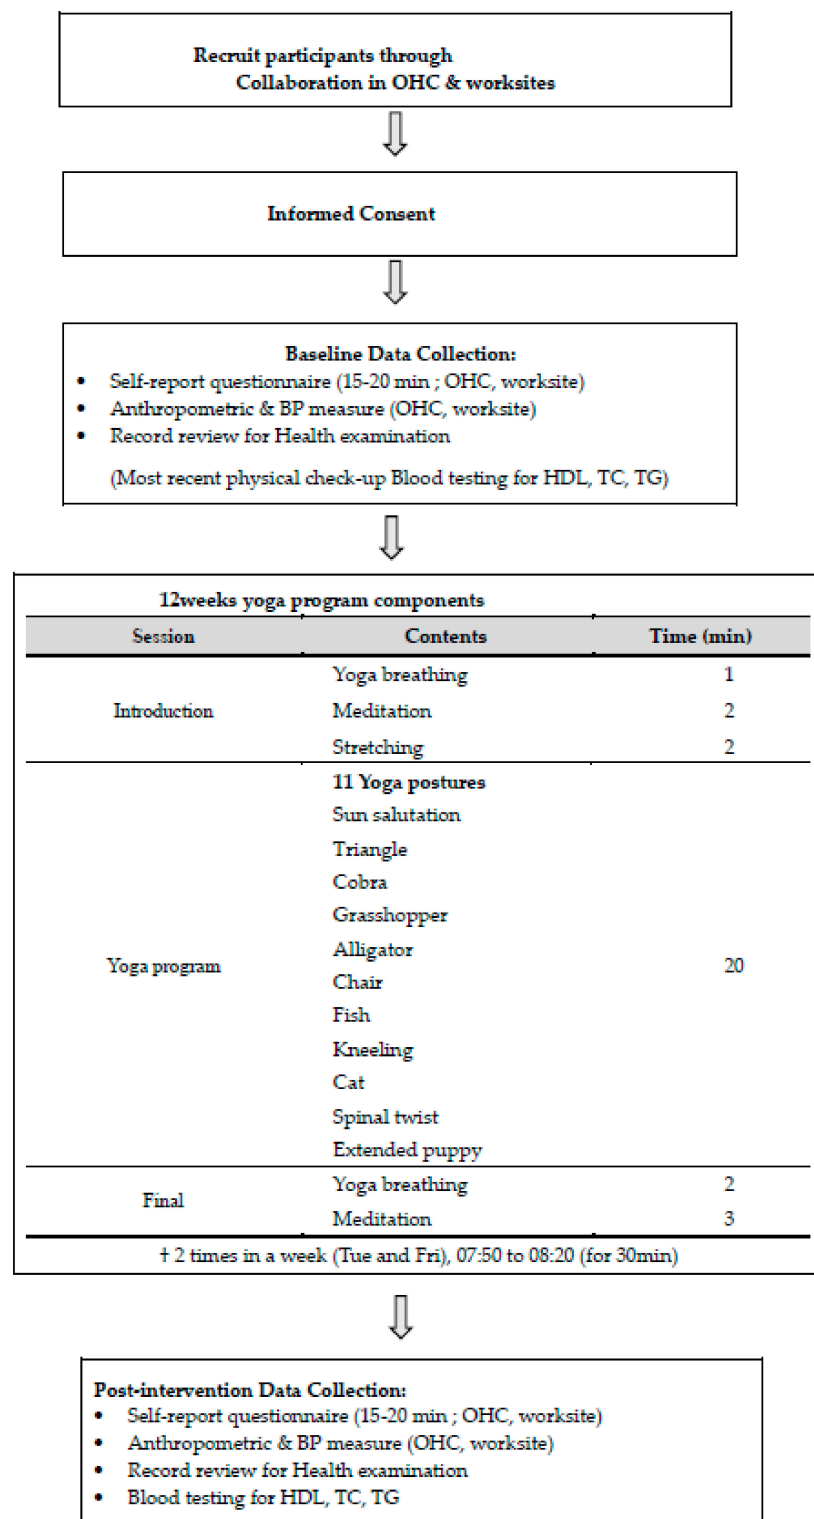 Recruit participants through
Collaboration in OHC & worksites
Informed Consent
Baseline Data Collection:
• Self-report questionnaire (15-20 min ; OHC, worksite)
• Anthropometric & BP measure (OHC, worksite)
• Record review for Health examination
(Most recent physical check-up Blood testing for HDL, TC, TG)
12weeks yoga program components
Session Contents Time (min)
Yoga breathing 1
Introduction Meditation 2
Stretching 2
11 Yoga postures
Sun salutation
Triangle
Cobra
Grasshopper
Alligator
Yoga program 20
Chair
Fish
Kneeling
Cat
Spinal twist
Extended puppy
Yoga breathing 2
Final
Meditation 3
† 2 times in a week (Tue and Fri), 07:50 to 08:20 (for 30min)
Post-intervention Data Collection:
• Self-report questionnaire (15-20 min ; OHC, worksite)
• Anthropometric & BP measure (OHC, worksite)
• Record review for Health examination
• Blood testing for HDL, TC, TG